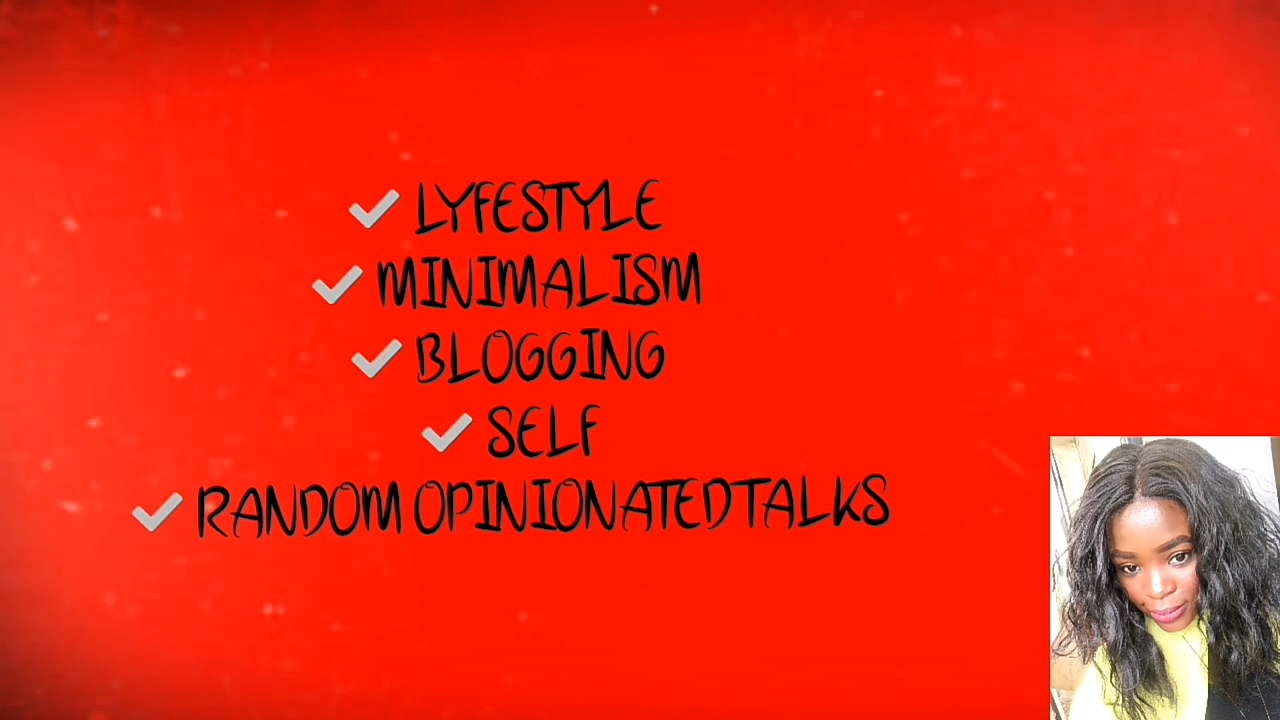 LYFESTYLE
MINIMALISM
BLOGGING
SELF
RANDOM OPINIONATEDTALKS